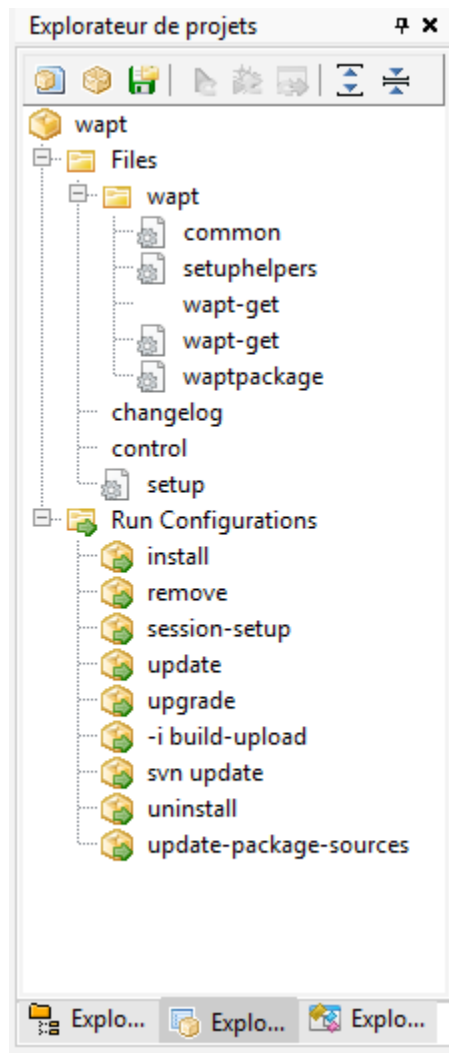 Explorateur de projets
wapt
Files
wapt
common
setuphelpers
wapt-get
wapt-get
waptpackage
changelog
control
setup
Run Configurations
install
remove
session-setup
update
upgrade
-i build-upload
svn update
uninstall
update-package-sources
Explo... Explo... Explo...